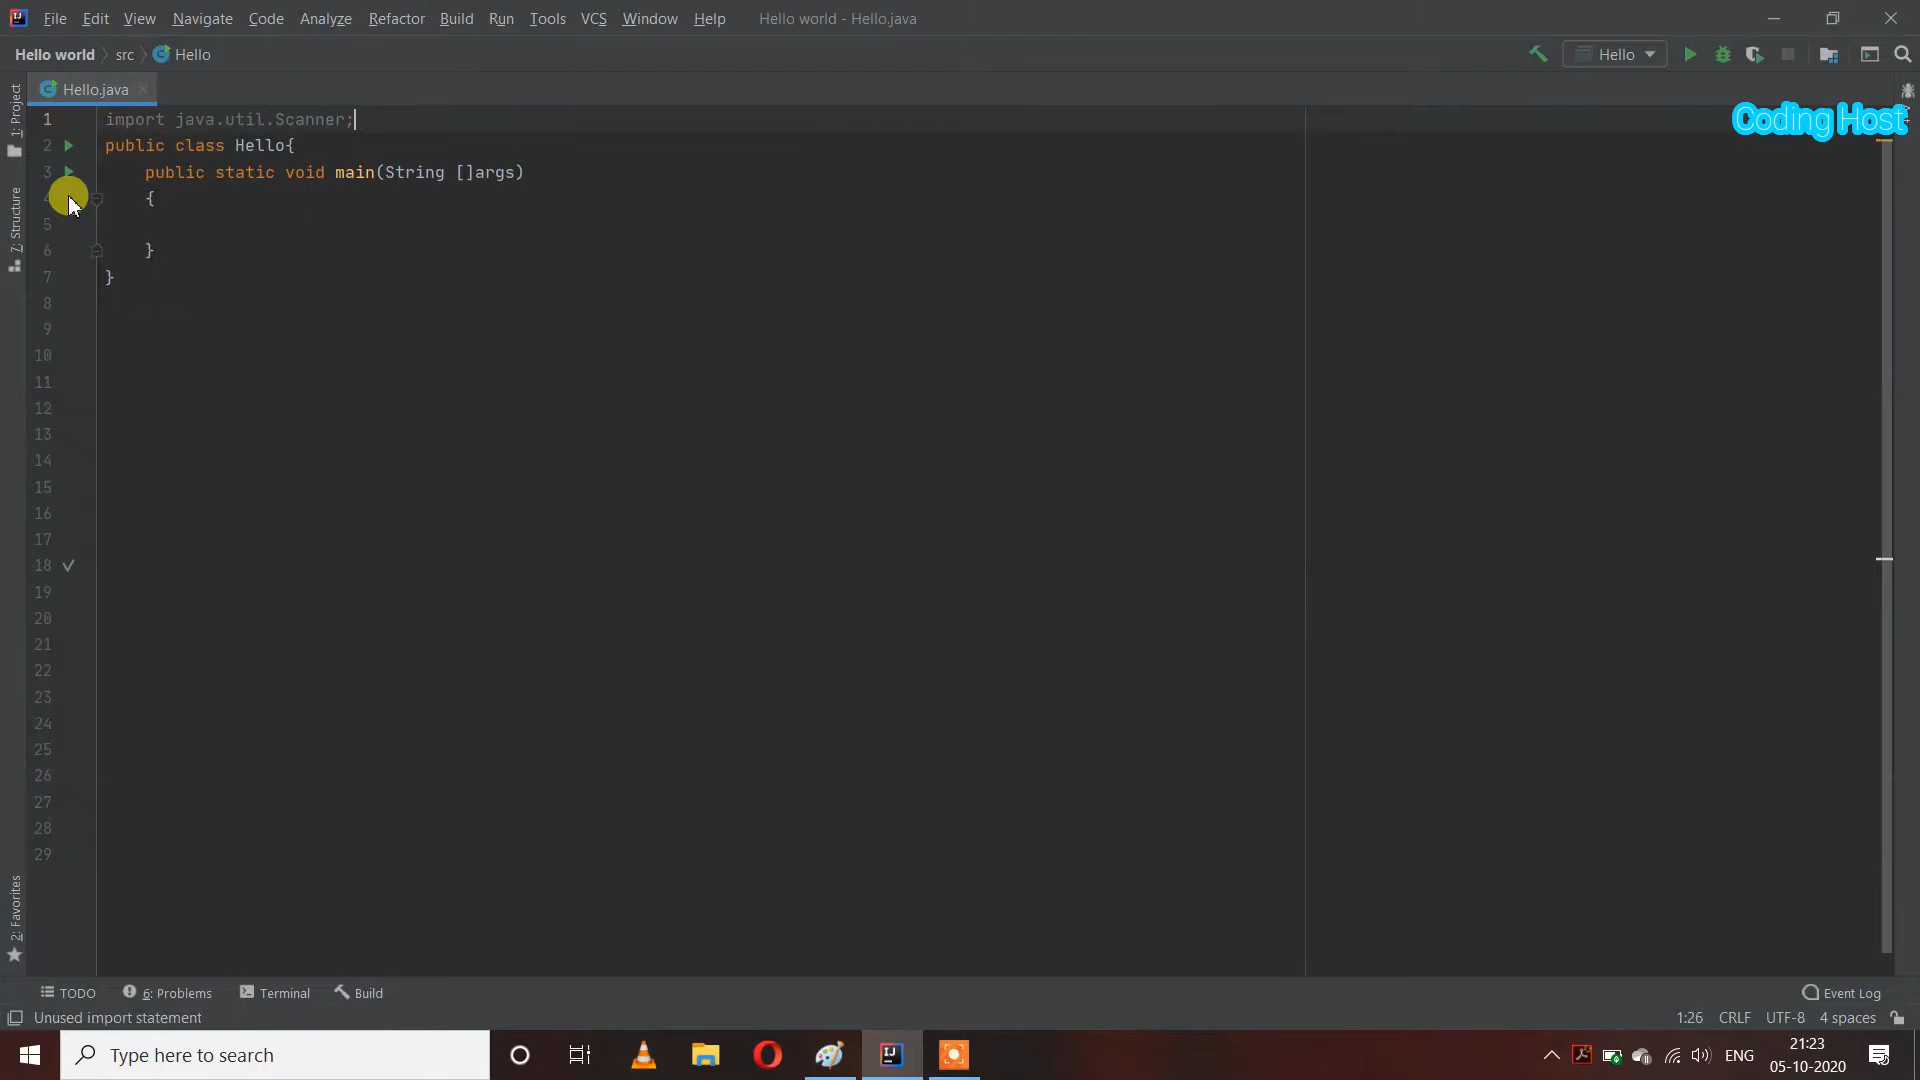 File Edit View Navigate Code Analyze Refactor Build Run Tools VCS Window Help Hello world - Hello.java
Hello world src Hello Hello
Hello.java
Coding Host
1: Project
7: Structure
2: Favorites
1 import java.util.Scanner;
2 public class Hello{
3 public static void main(String []args)
4 {
5
6 }
7 }
8
9
10
11
12
13
14
15
16
17
18
19
20
21
22
23
24
25
26
27
28
29
TODO 6: Problems Terminal Build Event Log
Unused import statement 1:26 CRLF UTF-8 4 spaces
Type here to search ENG 21:23
05-10-2020